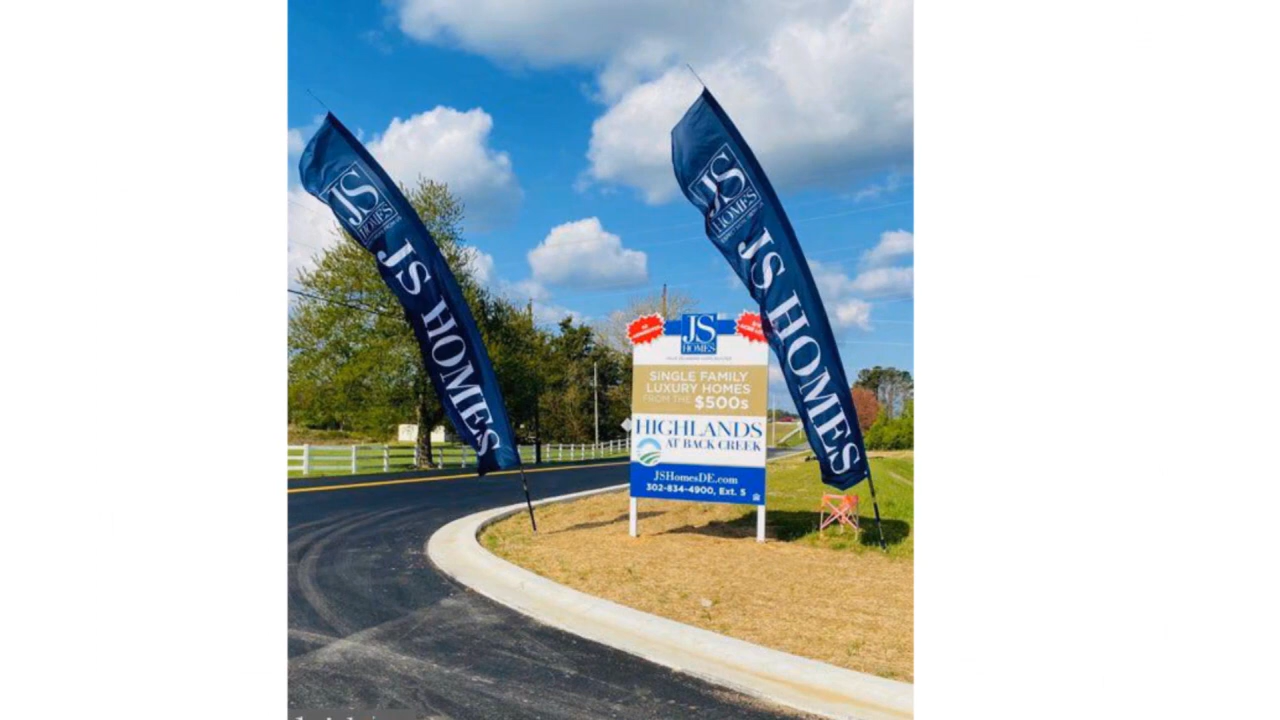 JS
HOMES
JS HOMES
JS
HOMES
JS HOMES
JS
HOMES
SINGLE FAMILY
LUXURY HOMES
FROM THE $500s
HIGHLANDS
AT BACK CREEK
JSHomesDE.com
302-834-4900, Ext. 5